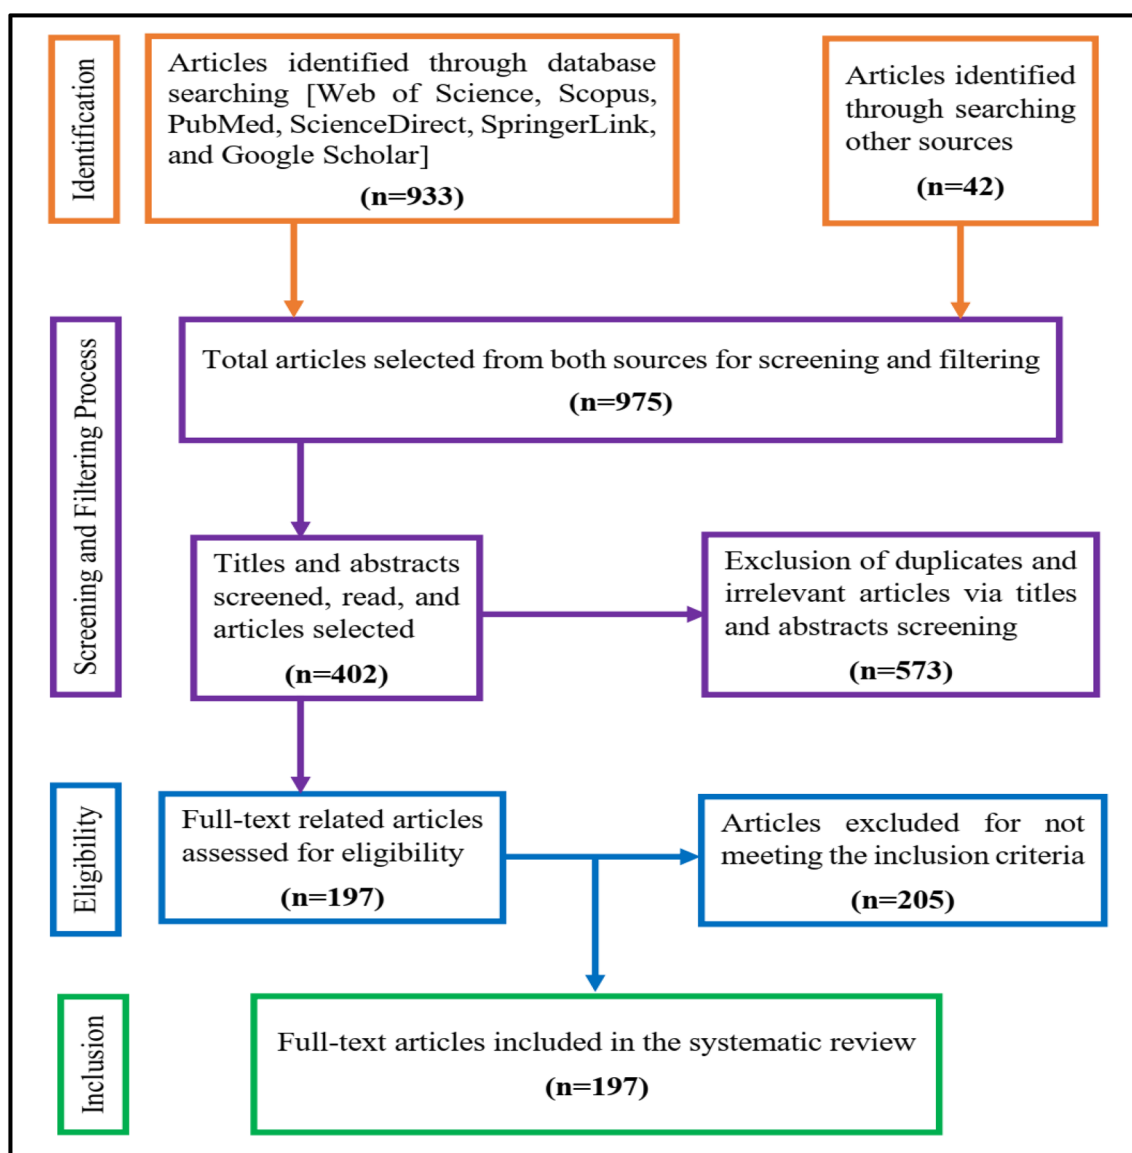 Identification
Articles identified through database
searching [Web of Science, Scopus,
PubMed, ScienceDirect, SpringerLink,
and Google Scholar]
(n=933)
Articles identified
through searching
other sources
(n=42)
Screening and Filtering Process
Total articles selected from both sources for screening and filtering
(n=975)
Titles and abstracts
screened, read, and
articles selected
(n=402)
Exclusion of duplicates and
irrelevant articles via titles
and abstracts screening
(n=573)
Eligibility
Full-text related articles
assessed for eligibility
(n=197)
Articles excluded for not
meeting the inclusion criteria
(n=205)
Inclusion
Full-text articles included in the systematic review
(n=197)